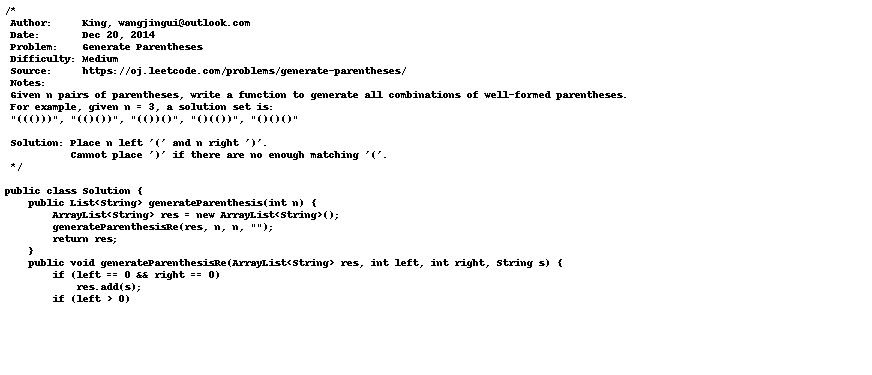 /*
 Author:     King, wangjingui@outlook.com
 Date:       Dec 20, 2014
 Problem:    Generate Parentheses
 Difficulty: Medium
 Source:     https://oj.leetcode.com/problems/generate-parentheses/
 Notes:
 Given n pairs of parentheses, write a function to generate all combinations of well-formed parentheses.
 For example, given n = 3, a solution set is:
 "((()))", "(()())", "(())()", "()(())", "()()()"

 Solution: Place n left '(' and n right ')'.
           Cannot place ')' if there are no enough matching '('.
 */

public class Solution {
    public List<String> generateParenthesis(int n) {
        ArrayList<String> res = new ArrayList<String>();
        generateParenthesisRe(res, n, n, "");
        return res;
    }
    public void generateParenthesisRe(ArrayList<String> res, int left, int right, String s) {
        if (left == 0 && right == 0)
            res.add(s);
        if (left > 0)